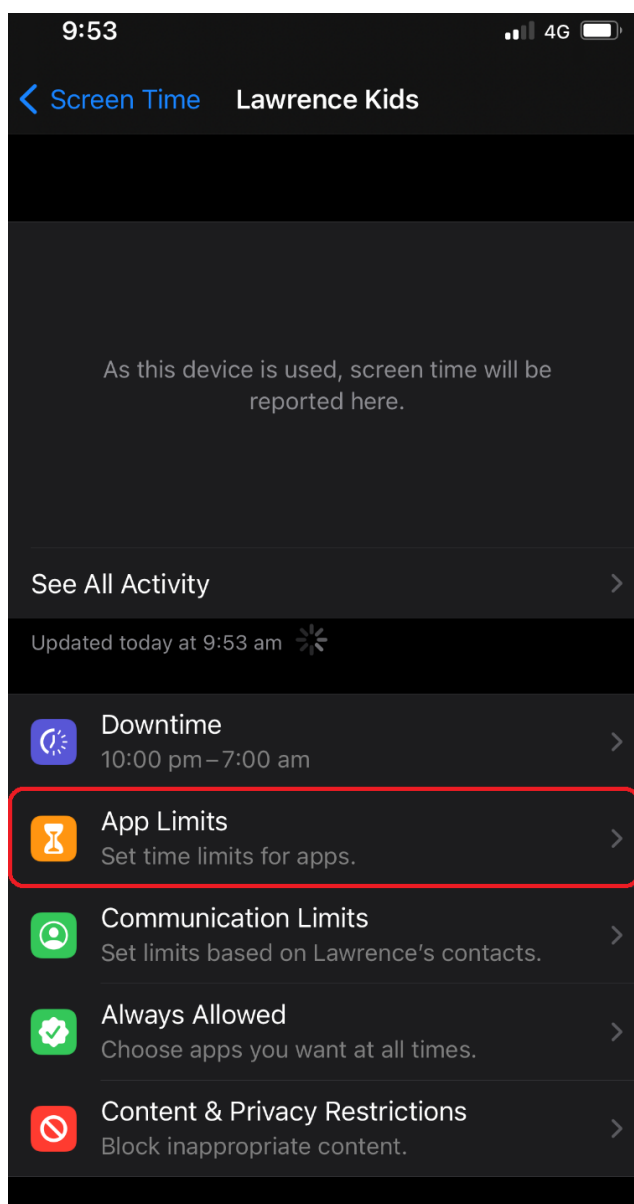 9:53 4G
Screen Time Lawrence Kids
As this device is used, screen time will be
reported here.
See All Activity
Updated today at 9:53 am
Downtime
10:00 pm – 7:00 am
App Limits
Set time limits for apps.
Communication Limits
Set limits based on Lawrence's contacts.
Always Allowed
Choose apps you want at all times.
Content & Privacy Restrictions
Block inappropriate content.